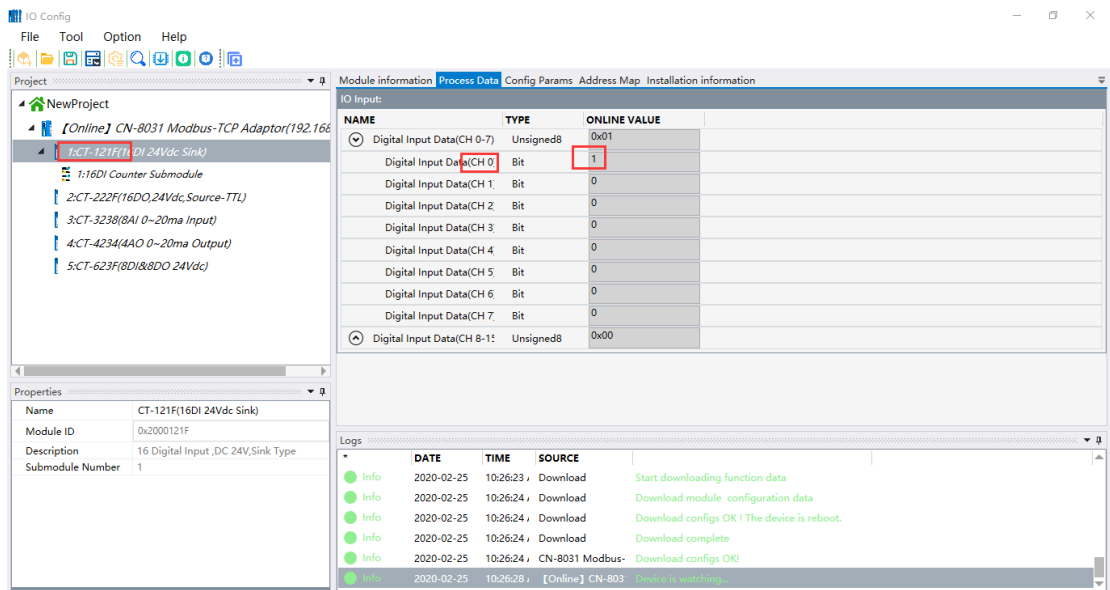 IO Config
File Tool Option Help
Project
NewProject
【Online】CN-8031 Modbus-TCP Adaptor(192.168
1:CT-121F(16DI 24Vdc Sink)
1:16DI Counter Submodule
2:CT-222F(16DO,24Vdc,Source-TTL)
3:CT-3238(8AI 0~20ma Input)
4:CT-4234(4AO 0~20ma Output)
5:CT-623F(8DI&8DO 24Vdc)
Module information Process Data Config Params Address Map Installation information
IO Input:
NAME TYPE ONLINE VALUE
Digital Input Data(CH 0-7) Unsigned8 0x01
Digital Input Data(CH 0 Bit 1
Digital Input Data(CH 1 Bit 0
Digital Input Data(CH 2 Bit 0
Digital Input Data(CH 3 Bit 0
Digital Input Data(CH 4 Bit 0
Digital Input Data(CH 5 Bit 0
Digital Input Data(CH 6 Bit 0
Digital Input Data(CH 7 Bit 0
Digital Input Data(CH 8-15 Unsigned8 0x00
Properties
Name CT-121F(16DI 24Vdc Sink)
Module ID 0x2000121F
Description 16 Digital Input ,DC 24V,Sink Type
Submodule Number 1
Logs
* DATE TIME SOURCE
Info 2020-02-25 10:26:23 Download Start downloading function data
Info 2020-02-25 10:26:24 Download Download module configuration data
Info 2020-02-25 10:26:24 Download Download configs OK ! The device is reboot.
Info 2020-02-25 10:26:24 Download Download complete
Info 2020-02-25 10:26:24 CN-8031 Modbus- Download configs OK!
Info 2020-02-25 10:26:28 【Online】CN-803 Device is watching...